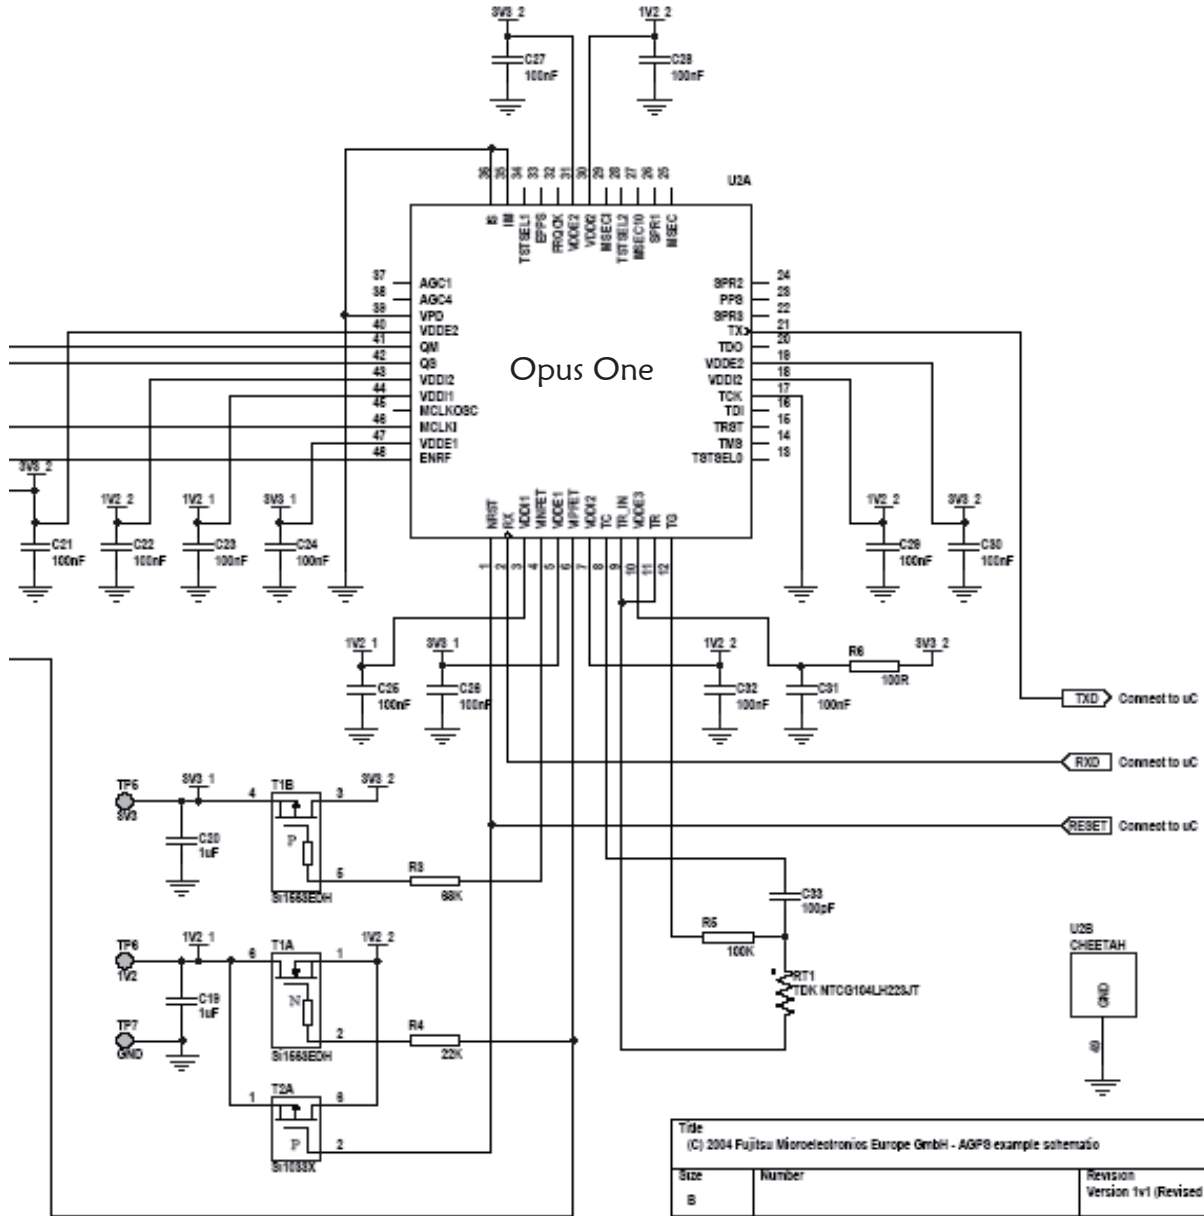 3V3_2
1V2_2
C27
100nF
C28
100nF
36 35 34 33 32 31 30 29 28 27 26 25
U2A
IS IM TSTSEL1 EPPS FRQCK VDDE2 VDDI2 MSECI TSTSEL2 MSEC10 SPR1 MSEC
37 AGC1
38 AGC4
39 VPD
40 VDDE2
41 QM
42 QS
43 VDDI2
44 VDDI1
45 MCLKOSC
46 MCLKI
47 VDDE1
48 ENRF
Opus One
SPR2 24
PPS 23
SPR3 22
TX 21
TDO 20
VDDE2 19
VDDI2 18
TCK 17
TDI 16
TRST 15
TMS 14
TSTSEL0 13
3V3_2
1V2_2
1V2_1
3V3_1
C21
100nF
C22
100nF
C23
100nF
C24
100nF
NRST RX VDDI1 VINFET VDDE1 VIPFET VDDI2 TC TR_IN VDDE3 TR TG
1 2 3 4 5 6 7 8 9 10 11 12
1V2_2
3V3_2
C29
100nF
C30
100nF
1V2_1
3V3_1
C25
100nF
C26
100nF
1V2_2
C32
100nF
C31
100nF
R6
100R
3V3_2
TXD Connect to uC
RXD Connect to uC
RESET Connect to uC
TP5
3V3
3V3_1
C20
1uF
4 T1B 3
P
5
Si1563EDH
3V3_2
R3
68K
TP6
1V2
1V2_1
C19
1uF
TP7
GND
6 T1A 1
N
2
Si1563EDH
1V2_2
R4
22K
1 T2A 6
P
2
Si1033X
C33
100pF
R5
100K
RT1
TDK NTCG104LH223JT
U2B
CHEETAH
GND
49
Title
(C) 2004 Fujitsu Microelectronics Europe GmbH - AGPS example schematic
Size
B
Number
Revision
Version 1v1 (Revised